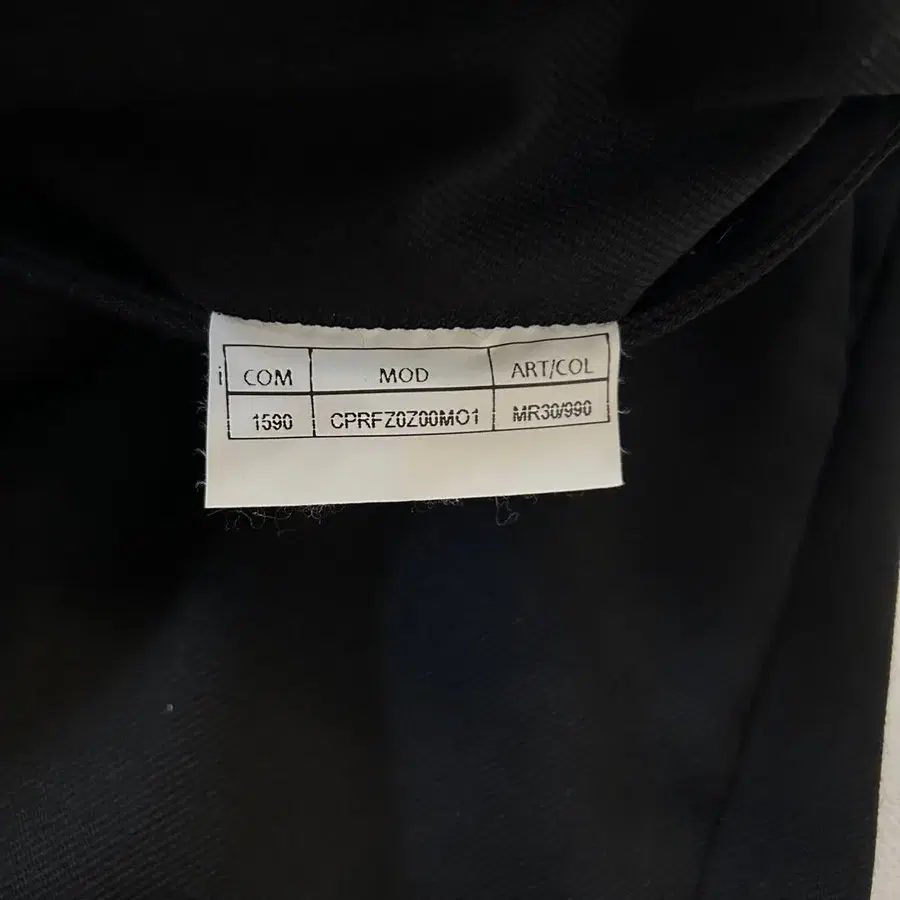 i COM MOD ART/COL
1590 CPRFZ0Z00MO1 MR30/990